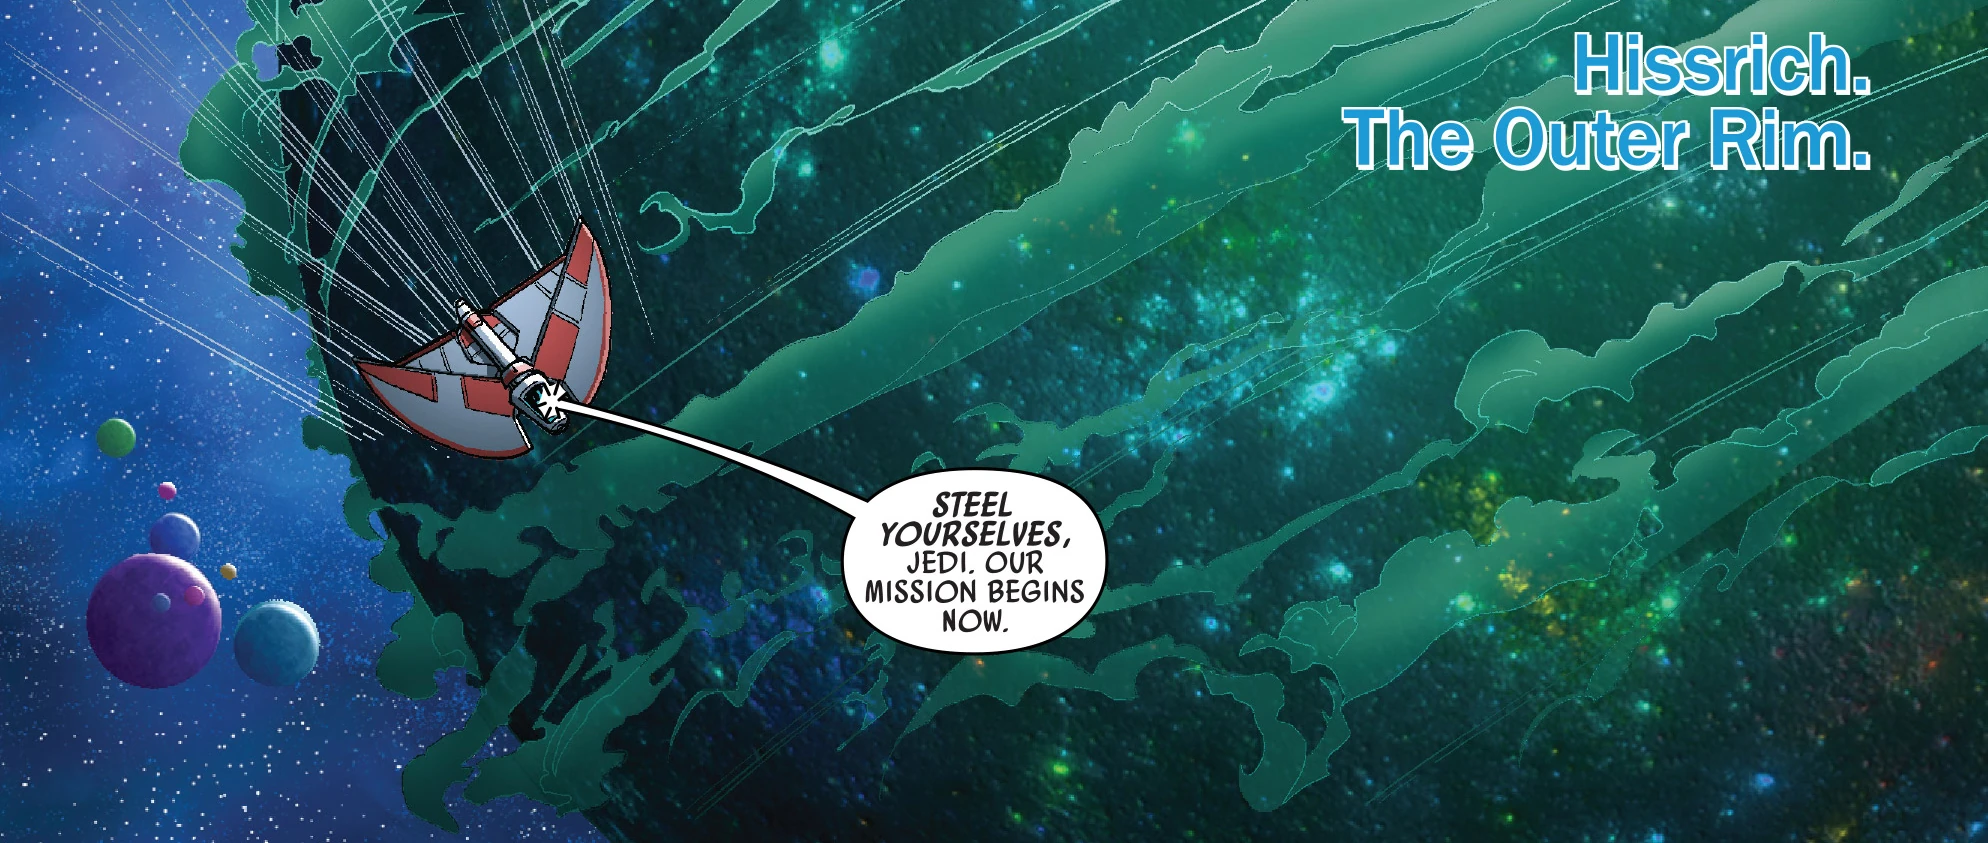 Hissrich.
The Outer Rim.
STEEL
YOURSELVES,
JEDI. OUR
MISSION BEGINS
NOW.